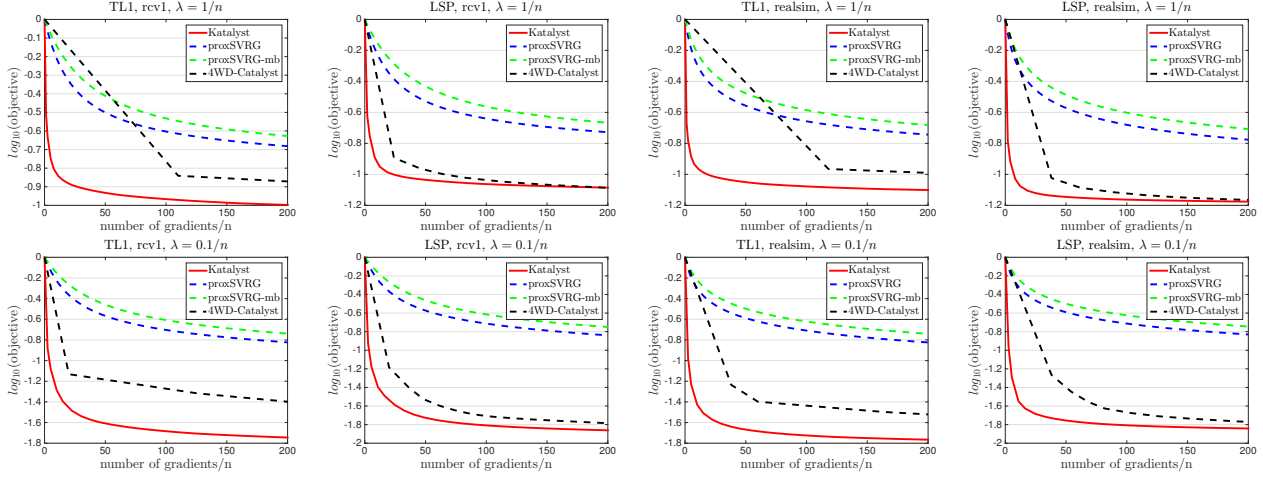 TL1, rcv1, λ = 1/n
log10(objective)
0
-0.1
-0.2
-0.3
-0.4
-0.5
-0.6
-0.7
-0.8
-0.9
-1
0 50 100 150 200
number of gradients/n
Katalyst
proxSVRG
proxSVRG-mb
4WD-Catalyst
LSP, rcv1, λ = 1/n
log10(objective)
0
-0.2
-0.4
-0.6
-0.8
-1
-1.2
0 50 100 150 200
number of gradients/n
Katalyst
proxSVRG
proxSVRG-mb
4WD-Catalyst
TL1, realsim, λ = 1/n
log10(objective)
0
-0.2
-0.4
-0.6
-0.8
-1
-1.2
0 50 100 150 200
number of gradients/n
Katalyst
proxSVRG
proxSVRG-mb
4WD-Catalyst
LSP, realsim, λ = 1/n
log10(objective)
0
-0.2
-0.4
-0.6
-0.8
-1
-1.2
0 50 100 150 200
number of gradients/n
Katalyst
proxSVRG
proxSVRG-mb
4WD-Catalyst
TL1, rcv1, λ = 0.1/n
log10(objective)
0
-0.2
-0.4
-0.6
-0.8
-1
-1.2
-1.4
-1.6
-1.8
0 50 100 150 200
number of gradients/n
Katalyst
proxSVRG
proxSVRG-mb
4WD-Catalyst
LSP, rcv1, λ = 0.1/n
log10(objective)
0
-0.2
-0.4
-0.6
-0.8
-1
-1.2
-1.4
-1.6
-1.8
-2
0 50 100 150 200
number of gradients/n
Katalyst
proxSVRG
proxSVRG-mb
4WD-Catalyst
TL1, realsim, λ = 0.1/n
log10(objective)
0
-0.2
-0.4
-0.6
-0.8
-1
-1.2
-1.4
-1.6
-1.8
0 50 100 150 200
number of gradients/n
Katalyst
proxSVRG
proxSVRG-mb
4WD-Catalyst
LSP, realsim, λ = 0.1/n
log10(objective)
0
-0.2
-0.4
-0.6
-0.8
-1
-1.2
-1.4
-1.6
-1.8
-2
0 50 100 150 200
number of gradients/n
Katalyst
proxSVRG
proxSVRG-mb
4WD-Catalyst